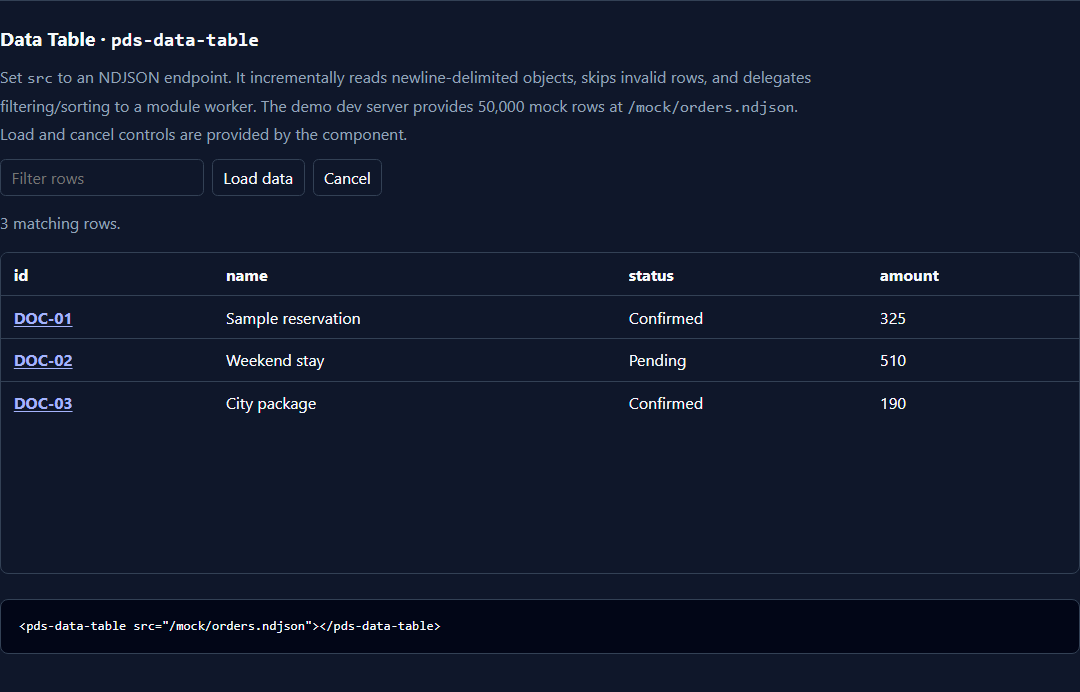 Data Table · pds-data-table
Set src to an NDJSON endpoint. It incrementally reads newline-delimited objects, skips invalid rows, and delegates
filtering/sorting to a module worker. The demo dev server provides 50,000 mock rows at /mock/orders.ndjson.
Load and cancel controls are provided by the component.
Filter rows Load data Cancel
3 matching rows.
id name status amount
DOC-01 Sample reservation Confirmed 325
DOC-02 Weekend stay Pending 510
DOC-03 City package Confirmed 190
<pds-data-table src="/mock/orders.ndjson"></pds-data-table>